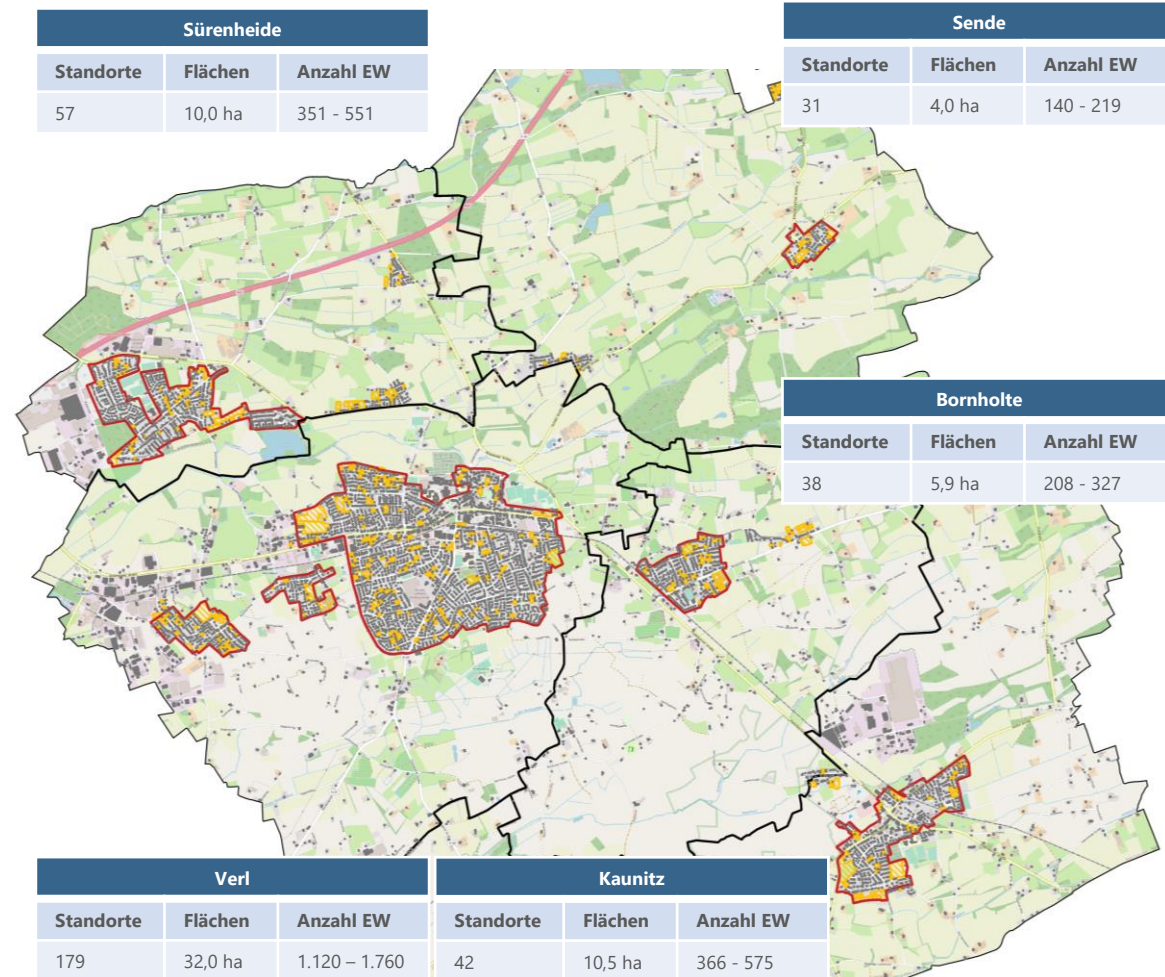 Sürenheide
Standorte Flächen Anzahl EW
57 10,0 ha 351 - 551
Sende
Standorte Flächen Anzahl EW
31 4,0 ha 140 - 219
Bornholte
Standorte Flächen Anzahl EW
38 5,9 ha 208 - 327
Verl
Standorte Flächen Anzahl EW
179 32,0 ha 1.120 – 1.760
Kaunitz
Standorte Flächen Anzahl EW
42 10,5 ha 366 - 575